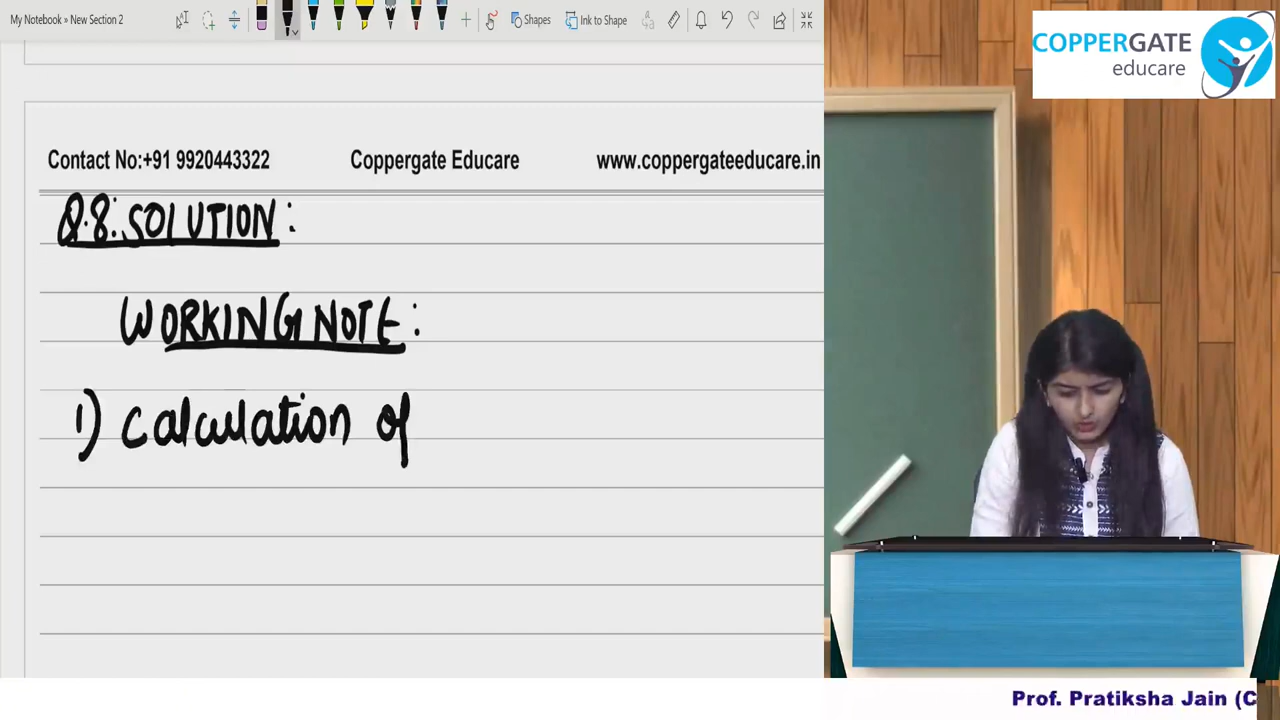 My Notebook » New Section 2
Shapes
Ink to Shape
COPPERGATE
educare
Contact No:+91 9920443322 Coppergate Educare www.coppergateeducare.in
Q.8: SOLUTION:
WORKING NOTE:
1) Calculation of
Prof. Pratiksha Jain (C